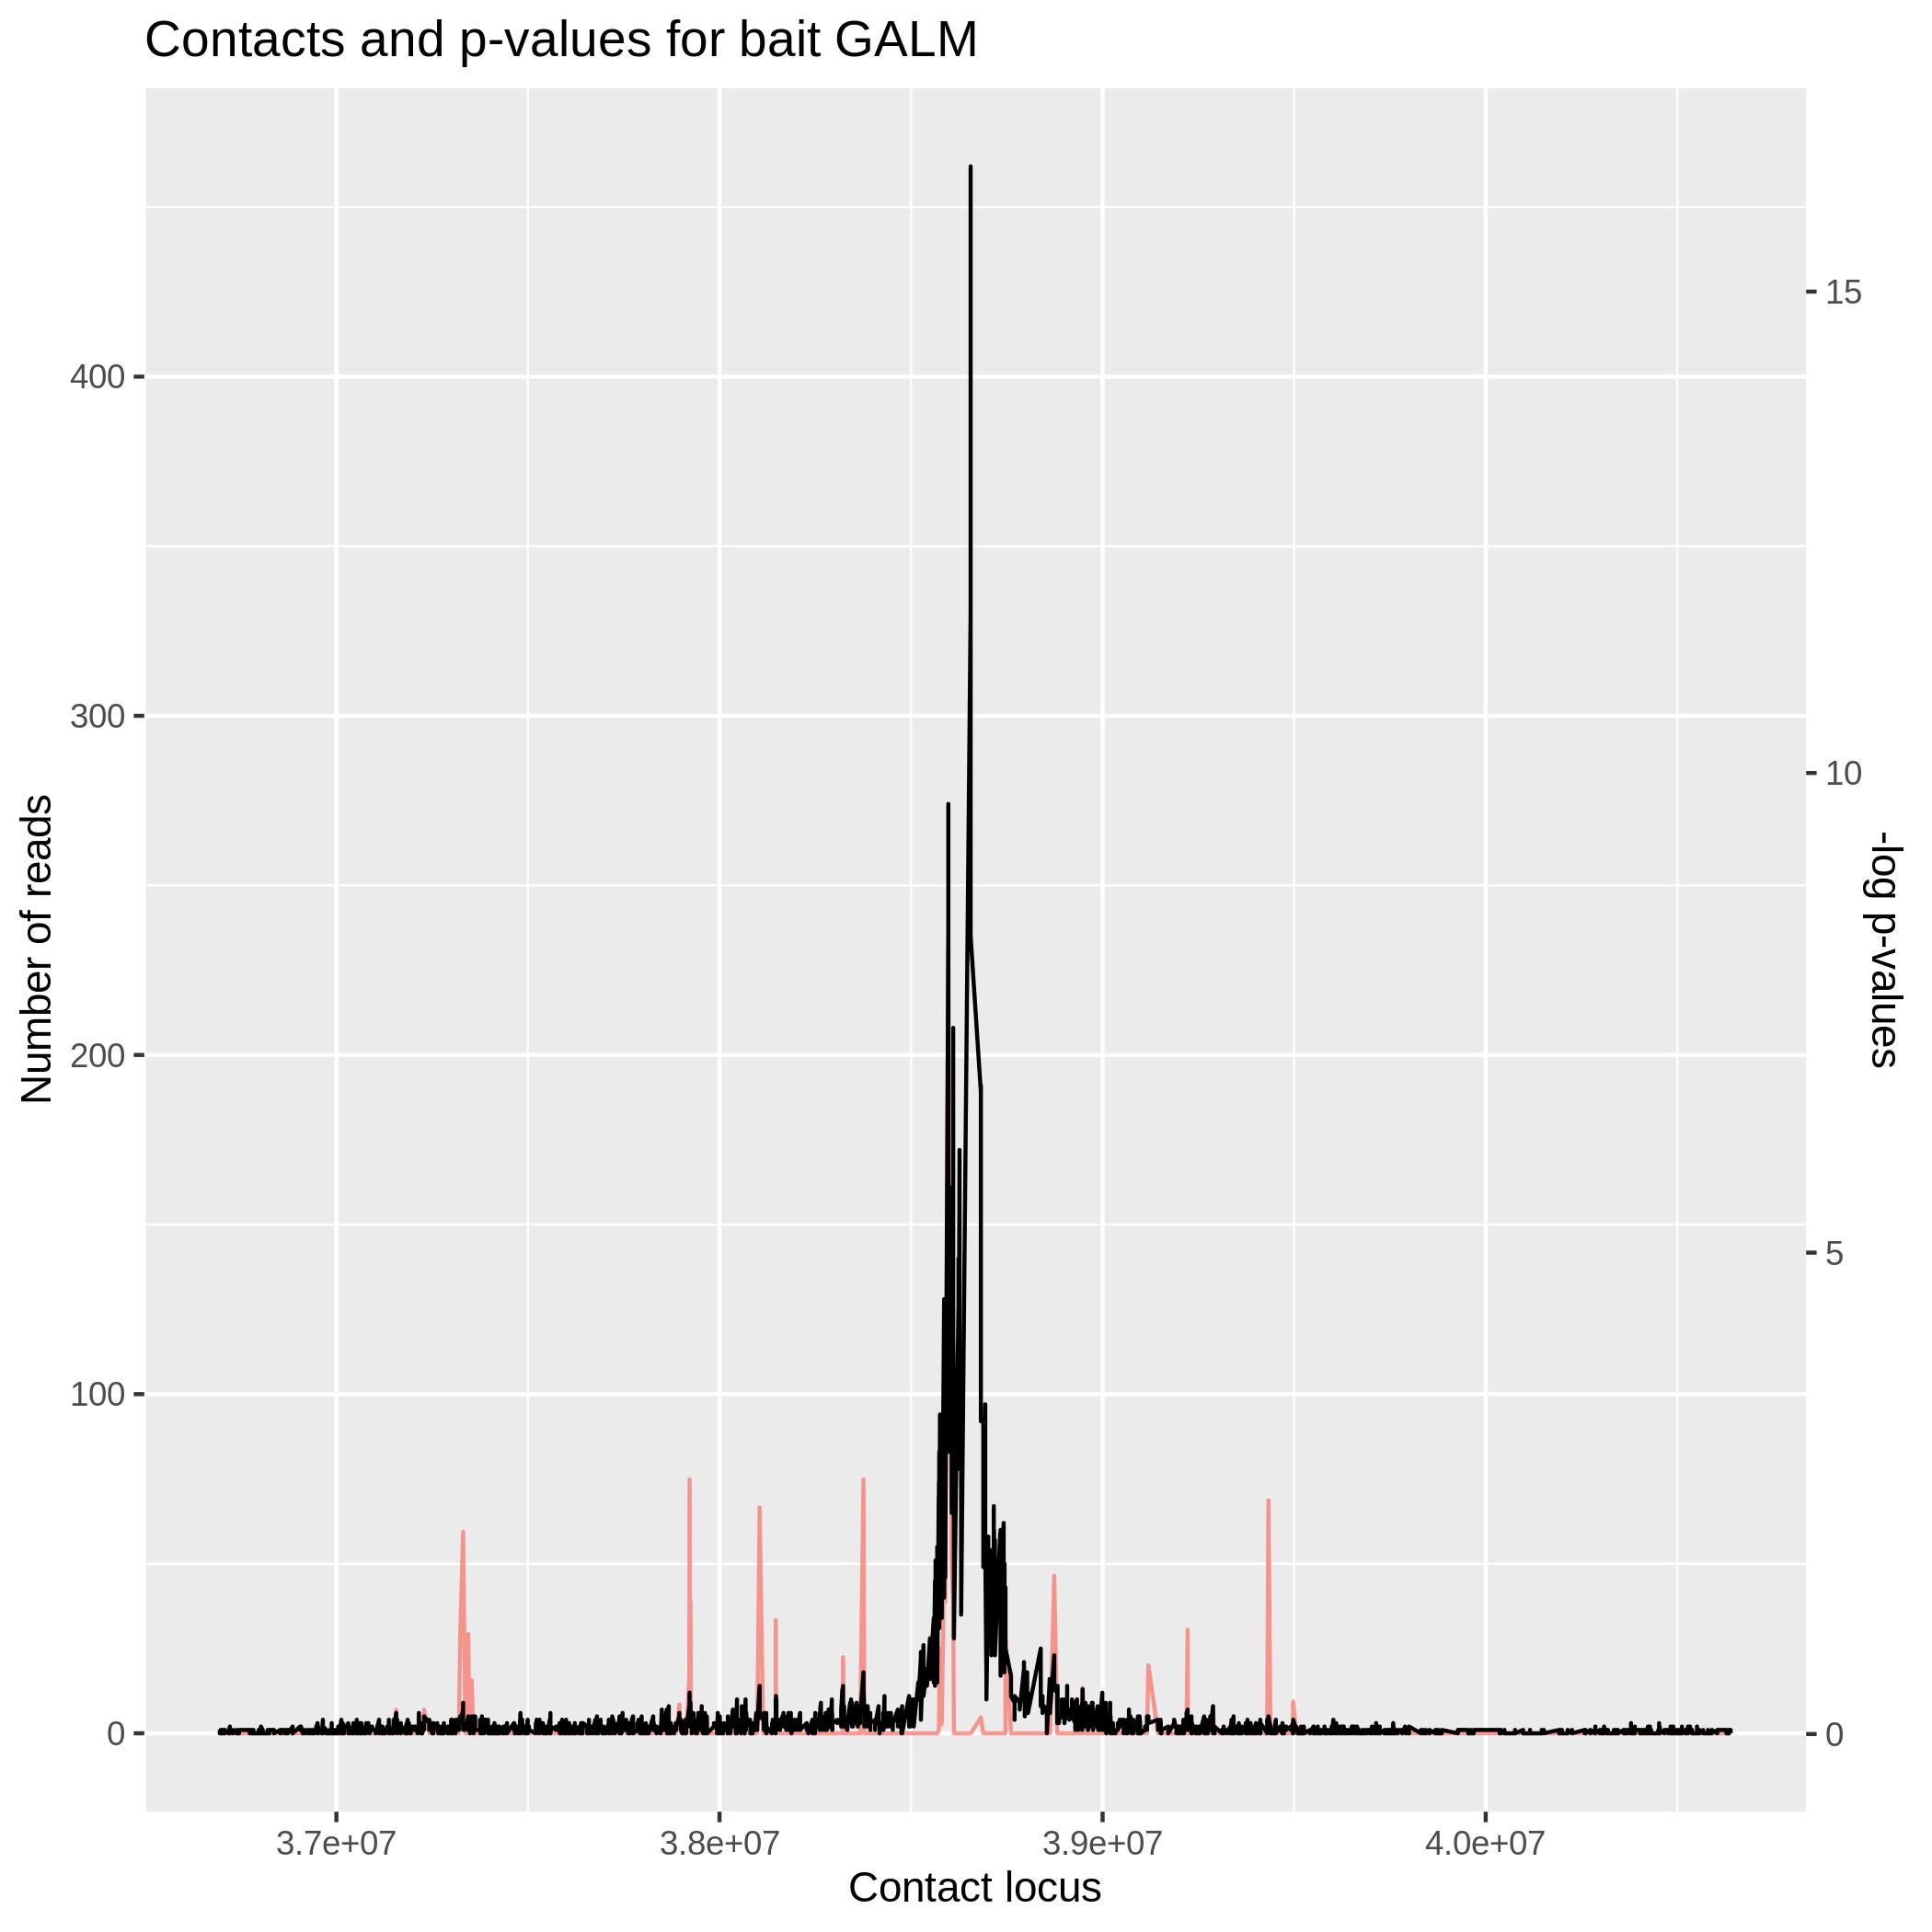 Contacts and p-values for bait GALM
Number of reads
400
300
200
100
0
15
10
5
0
-log p-values
3.7e+07
3.8e+07
3.9e+07
4.0e+07
Contact locus